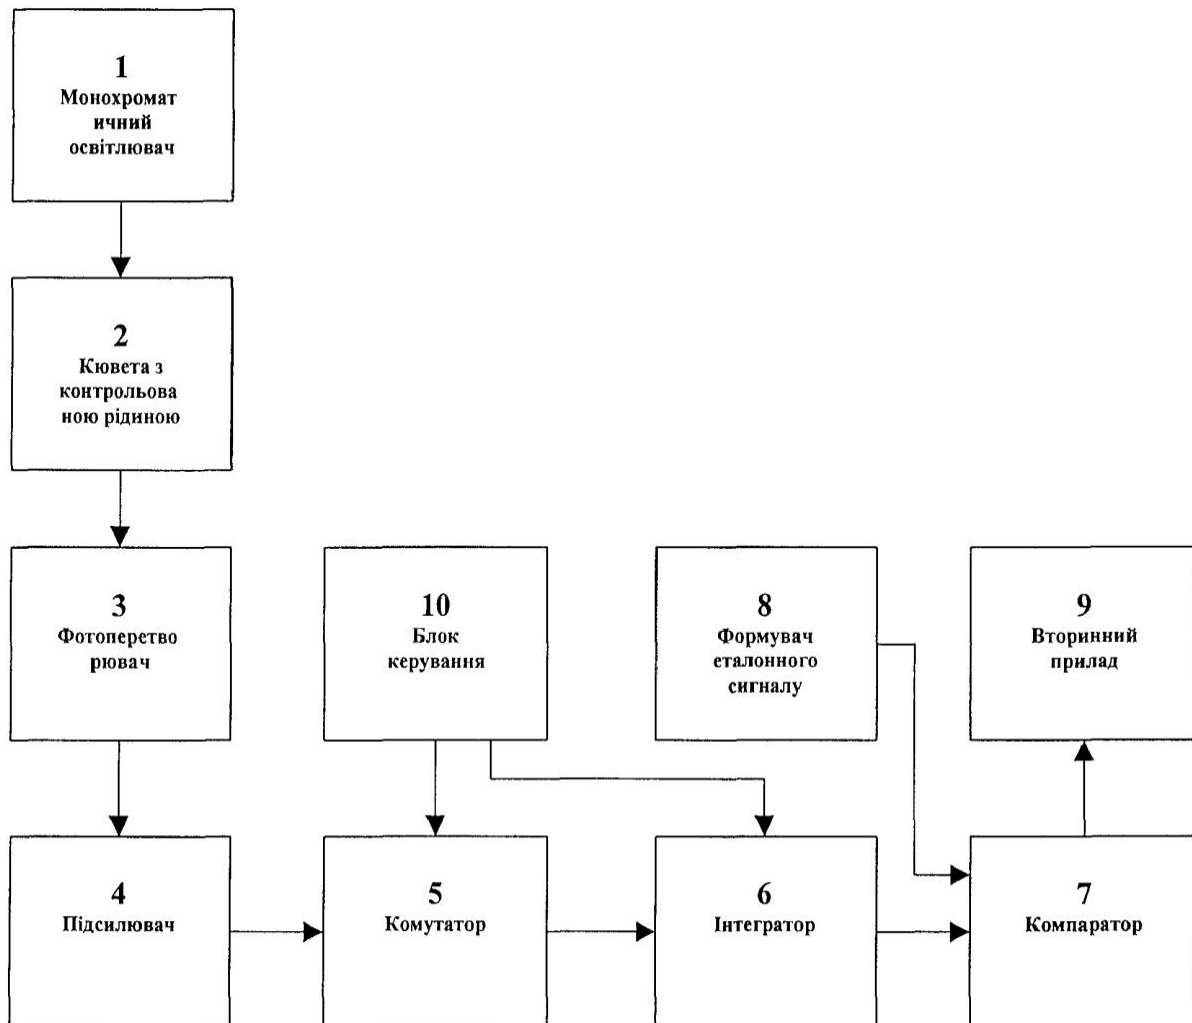 1
Монохромат
ичний
освітлювач
2
Кювета з
контрольова
ною рідиною
3
Фотоперетво
рювач
10
Блок
керування
8
Формувач
еталонного
сигналу
9
Вторинний
прилад
4
Підсилювач
5
Комутатор
6
Інтегратор
7
Компаратор